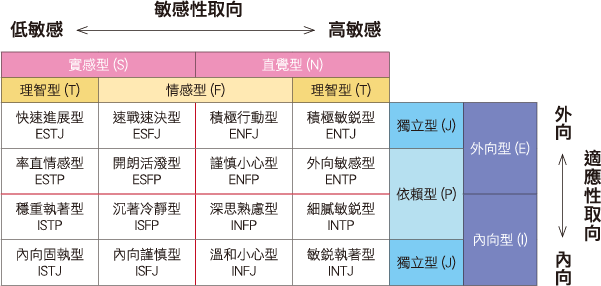 敏感性取向
低敏感
高敏感
實感型(S)
直覺型(N)
理智型(T)
情感型(F)
理智型(T)
快速進展型
ESTJ
速戰速決型
ESFJ
積極行動型
ENFJ
積極敏銳型
ENTJ
獨立型(J)
外向型(E)
外向
率直情感型
ESTP
開朗活潑型
ESFP
謹慎小心型
ENFP
外向敏感型
ENTP
依賴型(P)
適應性取向
穩重執著型
ISTP
沉著冷靜型
ISFP
深思熟慮型
INFP
細膩敏銳型
INTP
內向型(I)
內向固執型
ISTJ
內向謹慎型
ISFJ
溫和小心型
INFJ
敏銳執著型
INTJ
獨立型(J)
內向